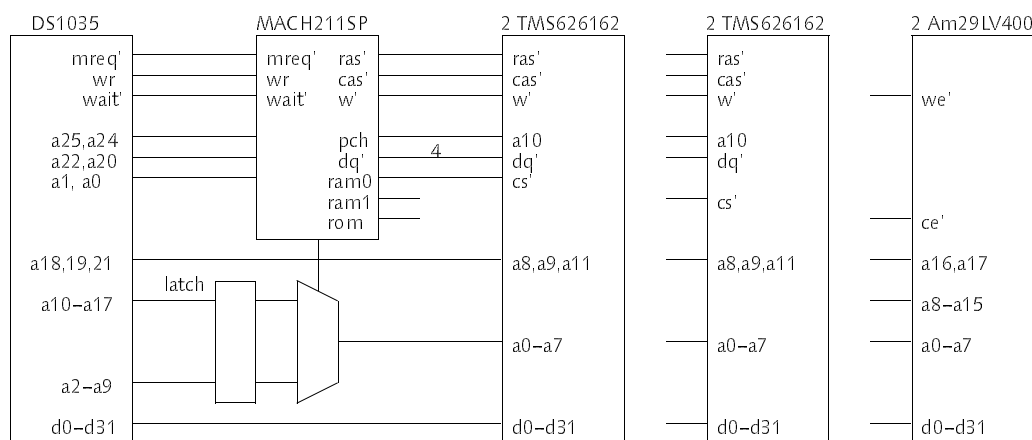 DS1035 MACH211SP 2 TMS626162 2 TMS626162 2 Am29LV400
mreq' mreq' ras' ras' ras'
wr wr cas' cas' cas'
wait' wait' w' w' w' we'
a25,a24 pch a10 a10
a22,a20 dq' 4 dq' dq'
a1, a0 ram0 cs'
ram1 cs'
rom ce'
a18,19,21 a8,a9,a11 a8,a9,a11 a16,a17
latch
a10-a17 a8-a15
a0-a7 a0-a7 a0-a7
a2-a9
d0-d31 d0-d31 d0-d31 d0-d31